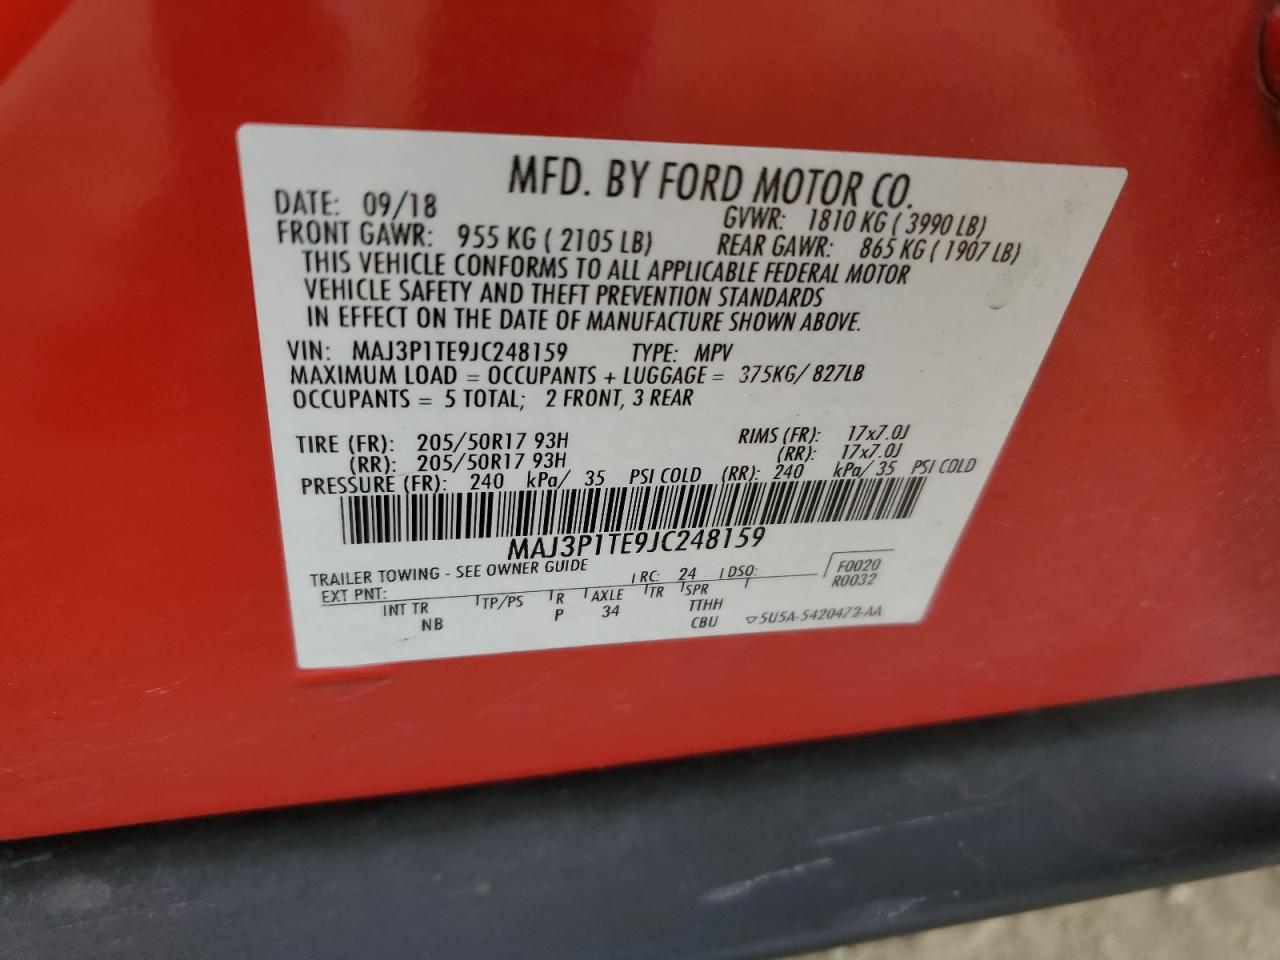 MFD. BY FORD MOTOR CO.
DATE: 09/18 GVWR: 1810 KG ( 3990 LB)
FRONT GAWR: 955 KG ( 2105 LB) REAR GAWR: 865 KG ( 1907 LB)
THIS VEHICLE CONFORMS TO ALL APPLICABLE FEDERAL MOTOR
VEHICLE SAFETY AND THEFT PREVENTION STANDARDS
IN EFFECT ON THE DATE OF MANUFACTURE SHOWN ABOVE.
VIN: MAJ3P1TE9JC248159 TYPE: MPV
MAXIMUM LOAD = OCCUPANTS + LUGGAGE = 375KG/ 827LB
OCCUPANTS = 5 TOTAL; 2 FRONT, 3 REAR
TIRE (FR): 205/50R17 93H RIMS (FR): 17x7.0J
(RR): 205/50R17 93H (RR): 17x7.0J
PRESSURE (FR): 240 kPa/ 35 PSI COLD (RR): 240 kPa/ 35 PSI COLD
MAJ3P1TE9JC248159
TRAILER TOWING - SEE OWNER GUIDE
EXT PNT: RC: 24 DSO: F0020
R0032
INT TR TP/PS R AXLE TR SPR
NB P 34 TTHH
CBU 5U5A-5420472-AA